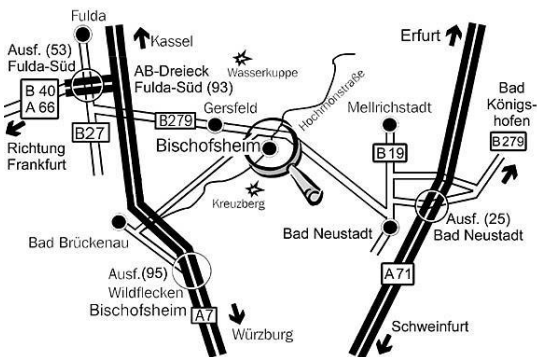 Fulda
Kassel
Erfurt
Ausf. (53)
Fulda-Süd
AB-Dreieck
Fulda-Süd (93)
Wasserkuppe
Hochrhönstraße
B 40
A 66
Gersfeld
Mellrichstadt
Bad
Königs-
hofen
B279
B279
B27
Bischofsheim
B19
Richtung
Frankfurt
Kreuzberg
Ausf. (25)
Bad Neustadt
Bad Neustadt
Bad Brückenau
Ausf. (95)
Wildflecken
Bischofsheim
A7
A71
Würzburg
Schweinfurt